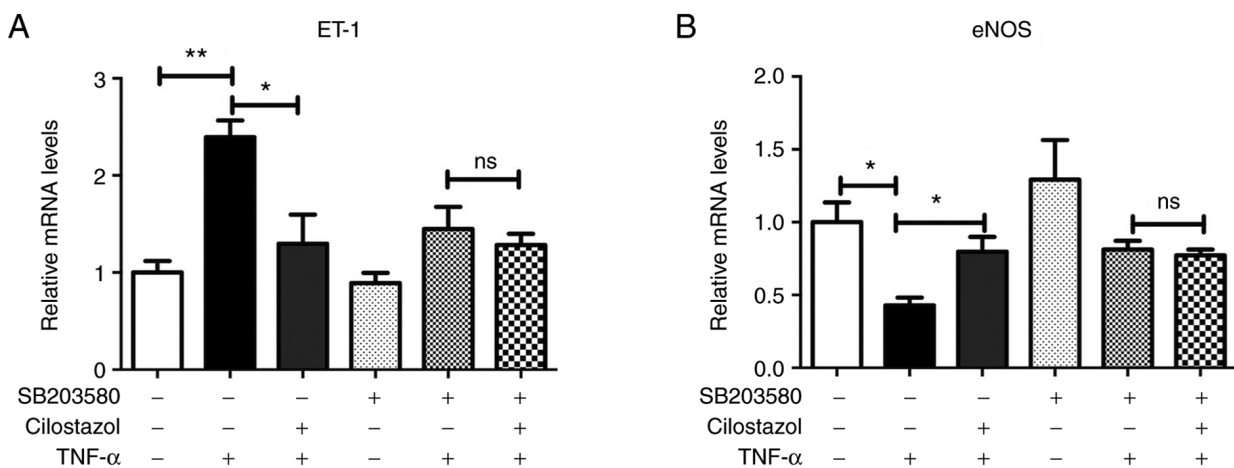 A
ET-1
Relative mRNA levels
3
2
1
0
**
*
ns
SB203580 – – – + + +
Cilostazol – – + – – +
TNF-α – + + – + +
B
eNOS
Relative mRNA levels
2.0
1.5
1.0
0.5
0.0
*
*
ns
SB203580 – – – + + +
Cilostazol – – + – – +
TNF-α – + + – + +